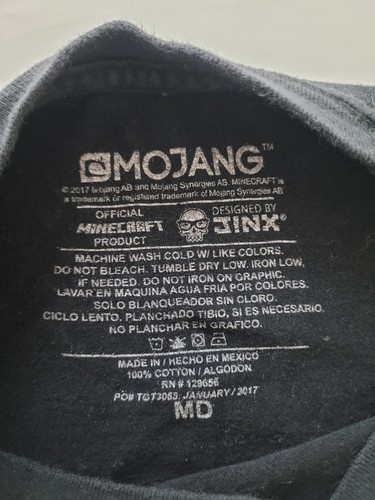 MOJANG™
© 2017 Mojang AB and Mojang Synergies AB. MINECRAFT is
a trademark or registered trademark of Mojang Synergies AB
OFFICIAL
MINECRAFT
PRODUCT
DESIGNED BY
JINX®
MACHINE WASH COLD W/ LIKE COLORS.
DO NOT BLEACH. TUMBLE DRY LOW. IRON LOW,
IF NEEDED. DO NOT IRON ON GRAPHIC.
LAVAR EN MAQUINA AGUA FRIA POR COLORES.
SOLO BLANQUEADOR SIN CLORO.
CICLO LENTO. PLANCHADO TIBIO, SI ES NECESARIO.
NO PLANCHAR EN GRAFICO.
MADE IN / HECHO EN MEXICO
100% COTTON / ALGODON
RN # 129656
PO# TGT3065: JANUARY / 2017
MD